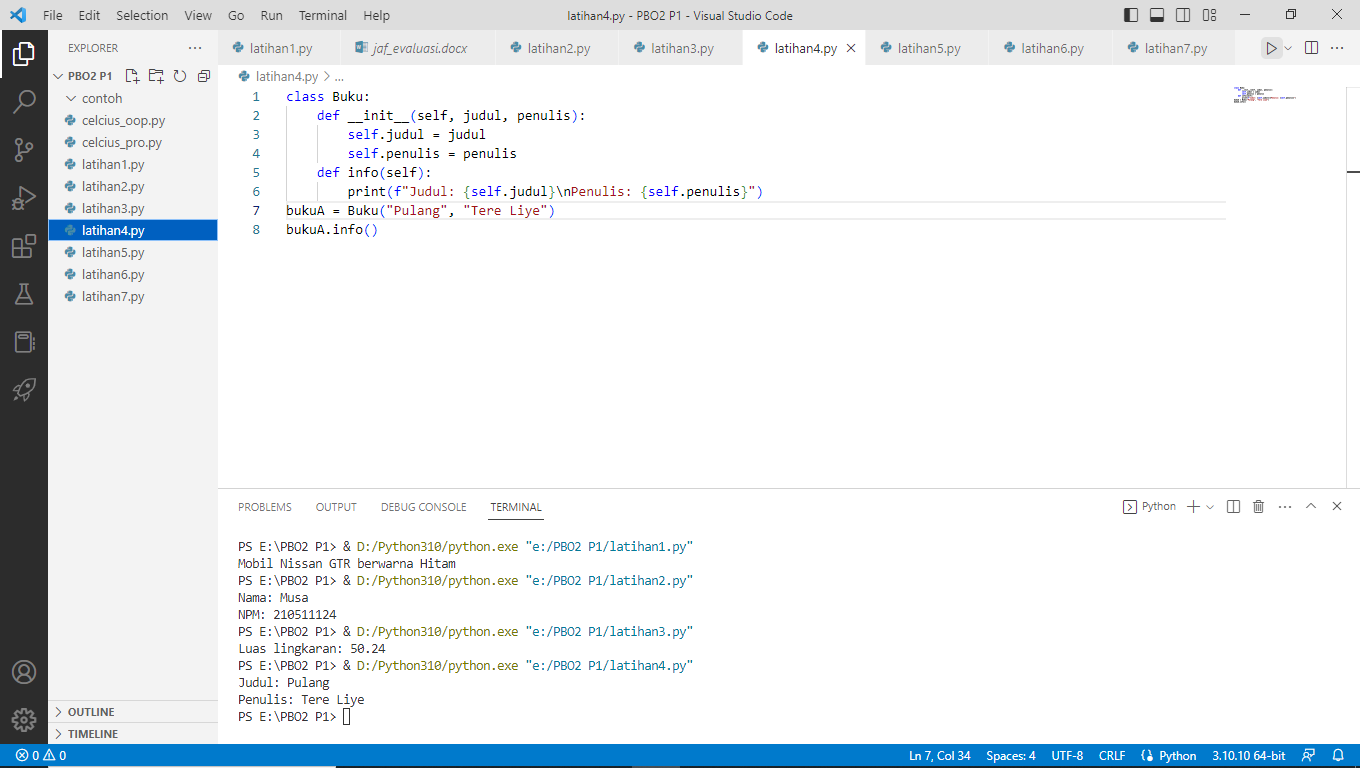 File Edit Selection View Go Run Terminal Help latihan4.py - PBO2 P1 - Visual Studio Code
EXPLORER
PBO2 P1
contoh
celcius_oop.py
celcius_pro.py
latihan1.py
latihan2.py
latihan3.py
latihan4.py
latihan5.py
latihan6.py
latihan7.py
OUTLINE
TIMELINE
latihan1.py jaf_evaluasi.docx latihan2.py latihan3.py latihan4.py latihan5.py latihan6.py latihan7.py
latihan4.py > ...
1 class Buku:
2     def __init__(self, judul, penulis):
3         self.judul = judul
4         self.penulis = penulis
5     def info(self):
6         print(f"Judul: {self.judul}\nPenulis: {self.penulis}")
7 bukuA = Buku("Pulang", "Tere Liye")
8 bukuA.info()
PROBLEMS OUTPUT DEBUG CONSOLE TERMINAL Python
PS E:\PBO2 P1> & D:/Python310/python.exe "e:/PBO2 P1/latihan1.py"
Mobil Nissan GTR berwarna Hitam
PS E:\PBO2 P1> & D:/Python310/python.exe "e:/PBO2 P1/latihan2.py"
Nama: Musa
NPM: 210511124
PS E:\PBO2 P1> & D:/Python310/python.exe "e:/PBO2 P1/latihan3.py"
Luas lingkaran: 50.24
PS E:\PBO2 P1> & D:/Python310/python.exe "e:/PBO2 P1/latihan4.py"
Judul: Pulang
Penulis: Tere Liye
PS E:\PBO2 P1>
0 0 Ln 7, Col 34 Spaces: 4 UTF-8 CRLF Python 3.10.10 64-bit